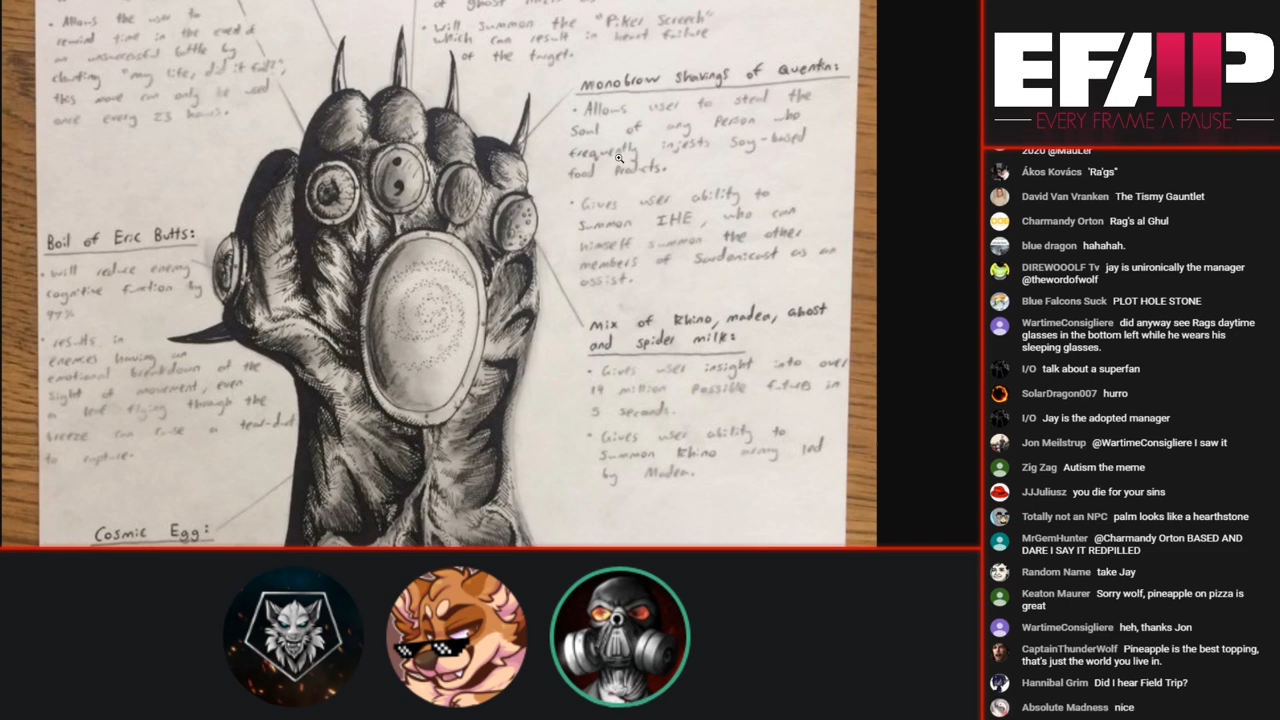 • Allows the user to
rewind time in the event of
an unsuccessful battle by
chanting "my life, did it fall?",
this move can only be used
once every 23 hours.
of ghost
• Will summon the "Piker Screech"
which can result in heart failure
of the target.
Monobrow Shavings of Quentin:
• Allows user to steal the
Soul of any Person who
frequently injests Soy-based
food Products.
• Gives user ability to
Summon IHE, who can
himself summon the other
members of Sardonicast as an
assist.
Boil of Eric Butts:
• Will reduce enemy
cognitive function by
97%
• results in
enemies having an
emotional breakdown at the
sight of movement, even
a leaf flying through the
breeze can cause a tear-duct
to rupture.
Mix of Rhino, madea, ghost
and spider milk:
• Gives user insight into over
14 million Possible futures in
5 seconds.
• Gives user ability to
Summon Rhino army led
by Madea.
Cosmic Egg:
EFAP
EVERY FRAME A PAUSE
2020 @MauLer
Ákos Kovács 'Ra'gs"
David Van Vranken The Tismy Gauntlet
Charmandy Orton Rag's al Ghul
blue dragon hahahah.
DIREWOOOLF Tv jay is unironically the manager
@thewordofwolf
Blue Falcons Suck PLOT HOLE STONE
WartimeConsigliere did anyway see Rags daytime
glasses in the bottom left while he wears his
sleeping glasses.
I/O talk about a superfan
SolarDragon007 hurro
I/O Jay is the adopted manager
Jon Meilstrup @WartimeConsigliere I saw it
Zig Zag Autism the meme
JJJuliusz you die for your sins
Totally not an NPC palm looks like a hearthstone
MrGemHunter @Charmandy Orton BASED AND
DARE I SAY IT REDPILLED
Random Name take Jay
Keaton Maurer Sorry wolf, pineapple on pizza is
great
WartimeConsigliere heh, thanks Jon
CaptainThunderWolf Pineapple is the best topping,
that's just the world you live in.
Hannibal Grim Did I hear Field Trip?
Absolute Madness nice